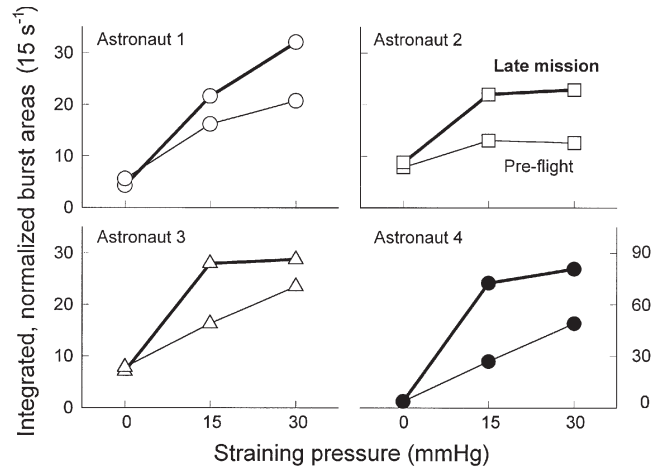 Integrated, normalized burst areas (15 s⁻¹)
Astronaut 1
30
20
10
0
Astronaut 2
Late mission
Pre-flight
Astronaut 3
30
20
10
0
0
15
30
Astronaut 4
90
60
30
0
0
15
30
Straining pressure (mmHg)